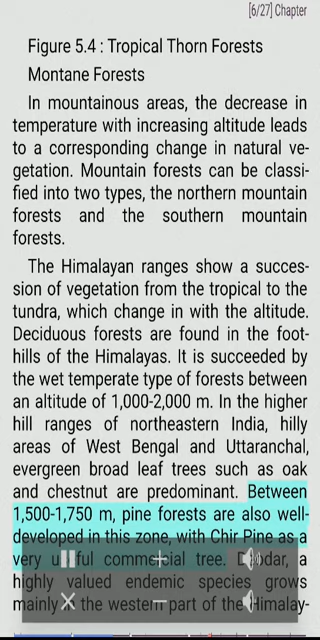 [6/27] Chapter
Figure 5.4 : Tropical Thorn Forests
Montane Forests
In mountainous areas, the decrease in
temperature with increasing altitude leads
to a corresponding change in natural ve-
getation. Mountain forests can be classi-
fied into two types, the northern mountain
forests and the southern mountain
forests.
The Himalayan ranges show a succes-
sion of vegetation from the tropical to the
tundra, which change in with the altitude.
Deciduous forests are found in the foot-
hills of the Himalayas. It is succeeded by
the wet temperate type of forests between
an altitude of 1,000-2,000 m. In the higher
hill ranges of northeastern India, hilly
areas of West Bengal and Uttaranchal,
evergreen broad leaf trees such as oak
and chestnut are predominant. Between
1,500-1,750 m, pine forests are also well-
developed in this zone, with Chir Pine as a
very useful commercial tree. Deodar, a
highly valued endemic species grows
mainly in the western part of the Himalay-